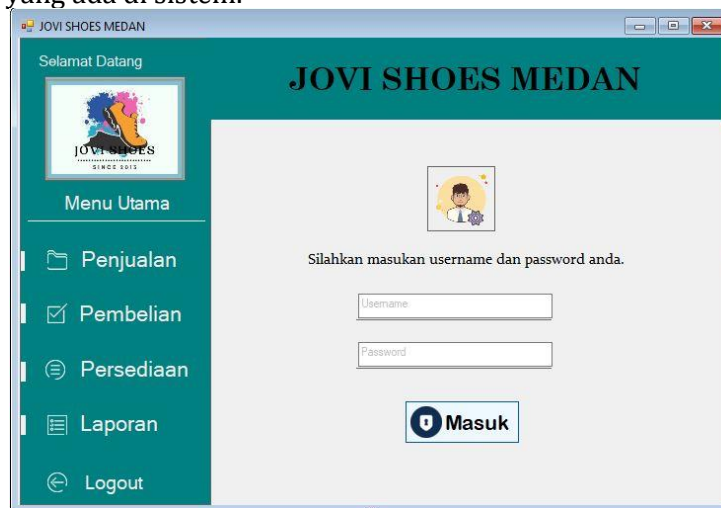 yang ada di sistem.
JOVI SHOES MEDAN
Selamat Datang
JOVI SHOES MEDAN
JOVI SHOES
SINCE 2015
Menu Utama
Penjualan
Pembelian
Persediaan
Laporan
Logout
Silahkan masukan username dan password anda.
Username
Password
Masuk